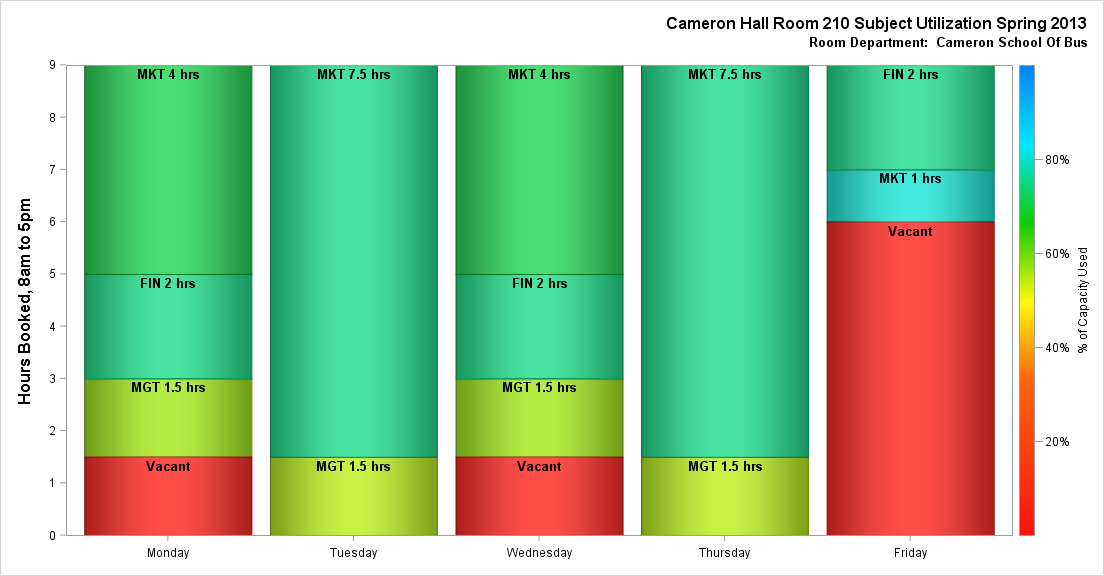 Cameron Hall Room 210 Subject Utilization Spring 2013
Room Department:  Cameron School Of Bus
Hours Booked, 8am to 5pm
9
8
7
6
5
4
3
2
1
0
MKT 4 hrs
FIN 2 hrs
MGT 1.5 hrs
Vacant
MKT 7.5 hrs
MGT 1.5 hrs
MKT 4 hrs
FIN 2 hrs
MGT 1.5 hrs
Vacant
MKT 7.5 hrs
MGT 1.5 hrs
FIN 2 hrs
MKT 1 hrs
Vacant
Monday
Tuesday
Wednesday
Thursday
Friday
80%
60%
40%
20%
% of Capacity Used